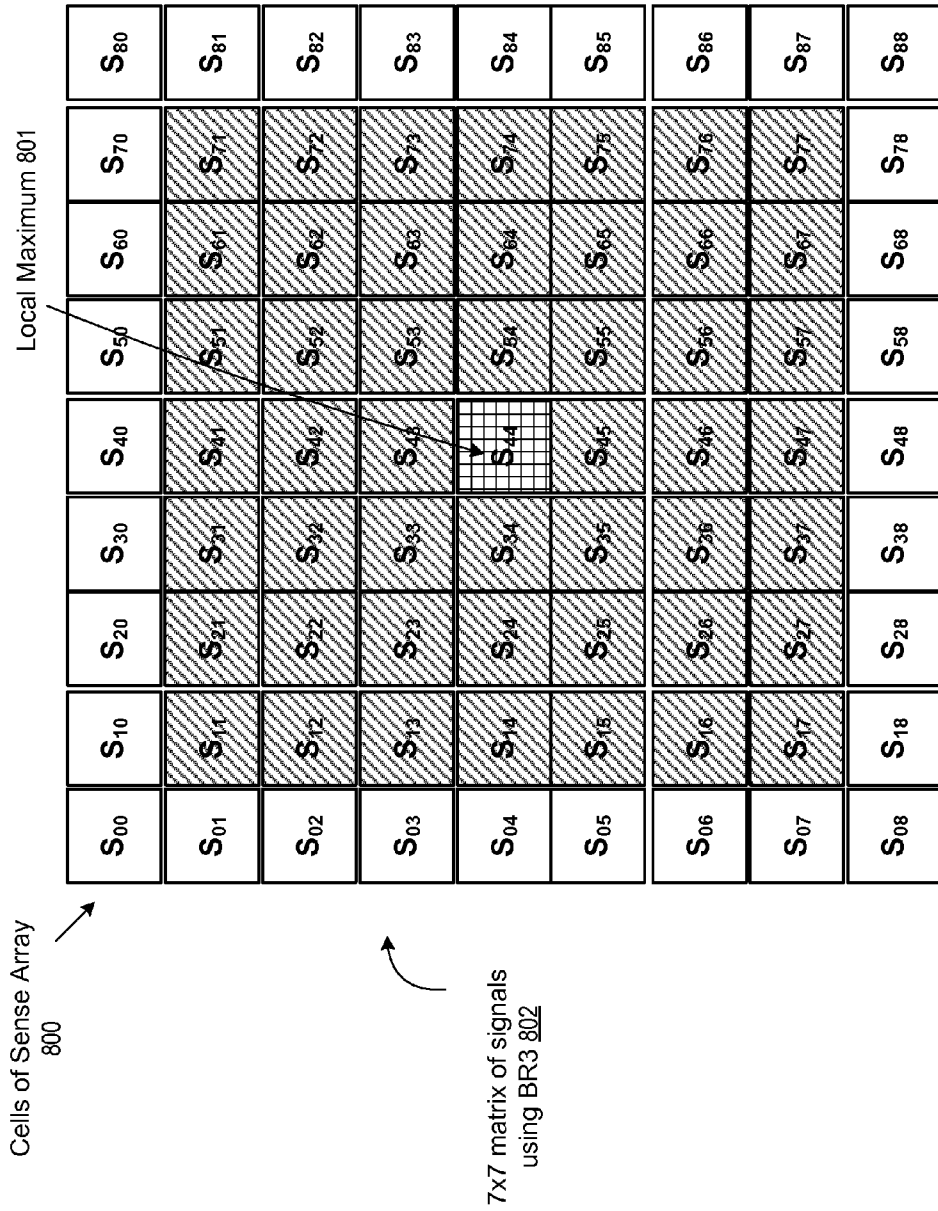 Cells of Sense Array
800
Local Maximum 801
S00 S10 S20 S30 S40 S50 S60 S70 S80
S01 S11 S21 S31 S41 S51 S61 S71 S81
S02 S12 S22 S32 S42 S52 S62 S72 S82
S03 S13 S23 S33 S43 S53 S63 S73 S83
S04 S14 S24 S34 S44 S54 S64 S74 S84
S05 S15 S25 S35 S45 S55 S65 S75 S85
S06 S16 S26 S36 S46 S56 S66 S76 S86
S07 S17 S27 S37 S47 S57 S67 S77 S87
S08 S18 S28 S38 S48 S58 S68 S78 S88
7x7 matrix of signals
using BR3 802